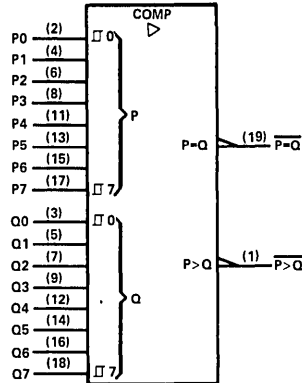 COMP
P0 (2) 0
P1 (4)
P2 (6)
P3 (8)
P4 (11) P
P5 (13) P=Q (19) P=Q
P6 (15)
P7 (17) 7
Q0 (3) 0
Q1 (5)
Q2 (7) P>Q (1) P>Q
Q3 (9)
Q4 (12) Q
Q5 (14)
Q6 (16)
Q7 (18) 7